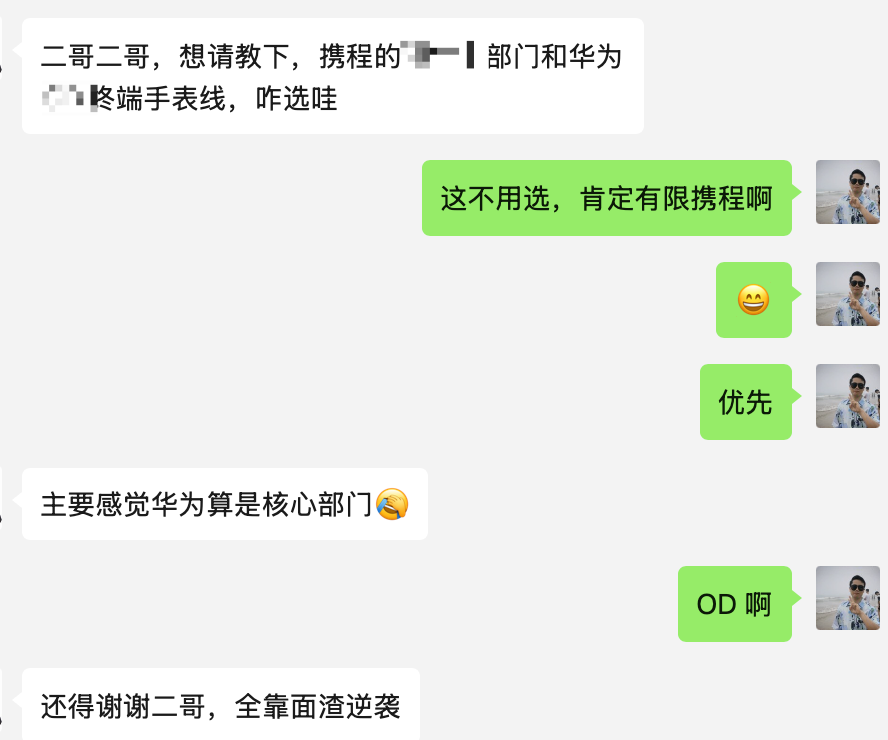 二哥二哥，想请教下，携程的 部门和华为
终端手表线，咋选哇
这不用选，肯定有限携程啊
😄
优先
主要感觉华为算是核心部门🤣
OD 啊
还得谢谢二哥，全靠面渣逆袭